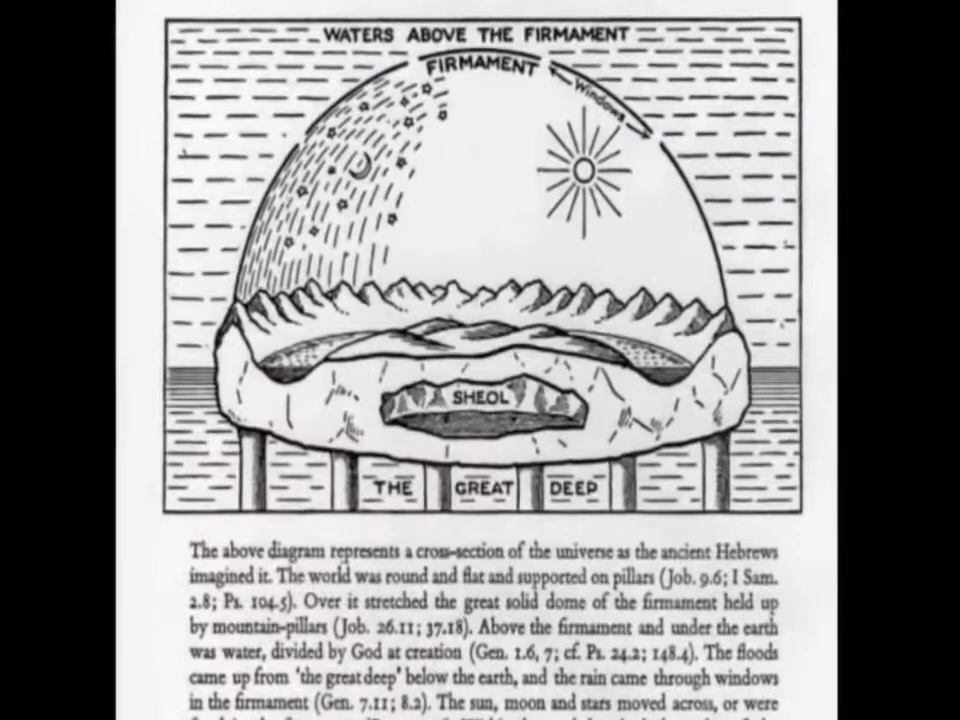 WATERS ABOVE THE FIRMAMENT
FIRMAMENT
Windows
SHEOL
THE GREAT DEEP
The above diagram represents a cross-section of the universe as the ancient Hebrews
imagined it. The world was round and flat and supported on pillars (Job. 9.6; I Sam.
2.8; Ps. 104.5). Over it stretched the great solid dome of the firmament held up
by mountain-pillars (Job. 26.11; 37.18). Above the firmament and under the earth
was water, divided by God at creation (Gen. 1.6, 7; cf. Ps. 24.2; 148.4). The floods
came up from 'the great deep' below the earth, and the rain came through windows
in the firmament (Gen. 7.11; 8.2). The sun, moon and stars moved across, or were